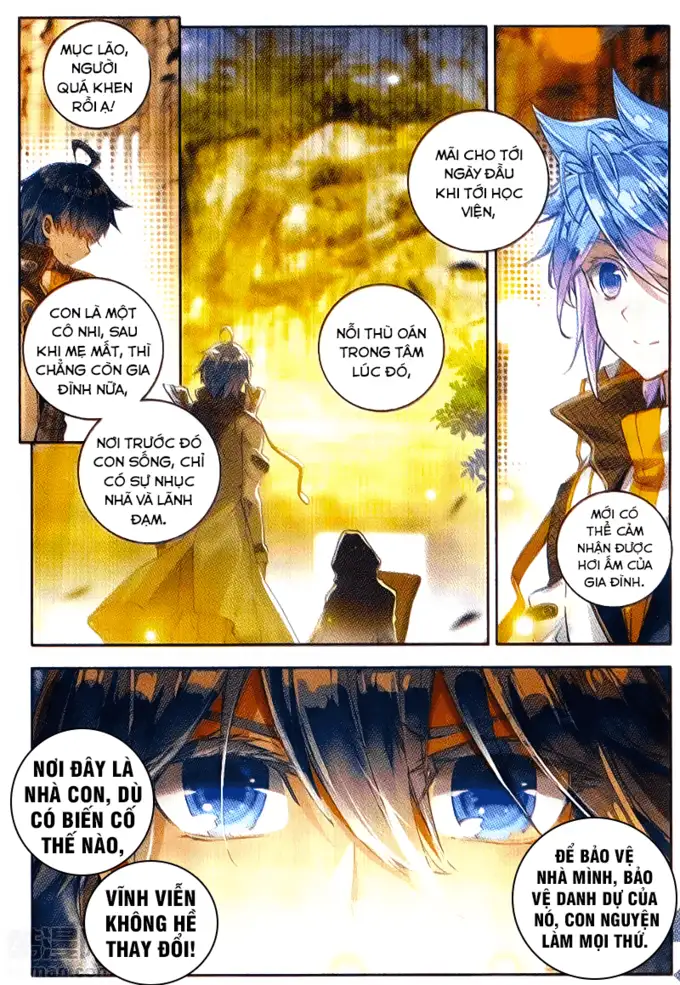 MỤC LÃO,
NGƯỜI
QUÁ KHEN
RỒI Ạ!
CON LÀ MỘT
CÔ NHI, SAU
KHI MẸ MẤT, THÌ
CHẲNG CÒN GIA
ĐÌNH NỮA,
NƠI TRƯỚC ĐÓ
CON SỐNG, CHỈ
CÓ SỰ NHỤC
NHÃ VÀ LÃNH
ĐẠM.
NỖI THÙ OÁN
TRONG TÂM
LÚC ĐÓ,
MÃI CHO TỚI
NGÀY ĐẦU
KHI TỚI HỌC
VIỆN,
MỚI CÓ
THỂ CẢM
NHẬN ĐƯỢC
HƠI ẤM CỦA
GIA ĐÌNH.
NƠI ĐÂY LÀ
NHÀ CON, DÙ
CÓ BIẾN CỐ
THẾ NÀO,
VĨNH VIỄN
KHÔNG HỀ
THAY ĐỔI!
ĐỂ BẢO VỆ
NHÀ MÌNH, BẢO
VỆ DANH DỰ CỦA
NÓ, CON NGUYỆN
LÀM MỌI THỨ.